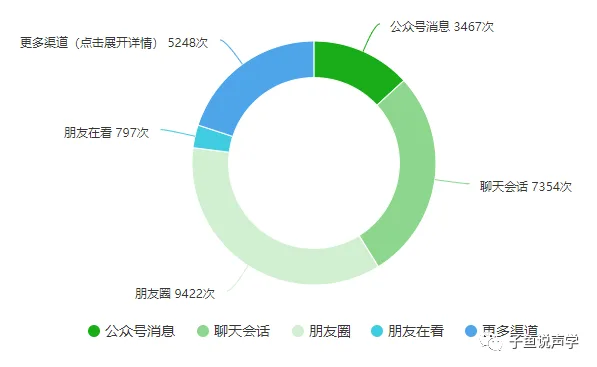 公众号消息 3467次
更多渠道（点击展开详情） 5248次
朋友在看 797次
聊天会话 7354次
朋友圈 9422次
公众号消息 聊天会话 朋友圈 朋友在看 更多渠道
子鱼说声学